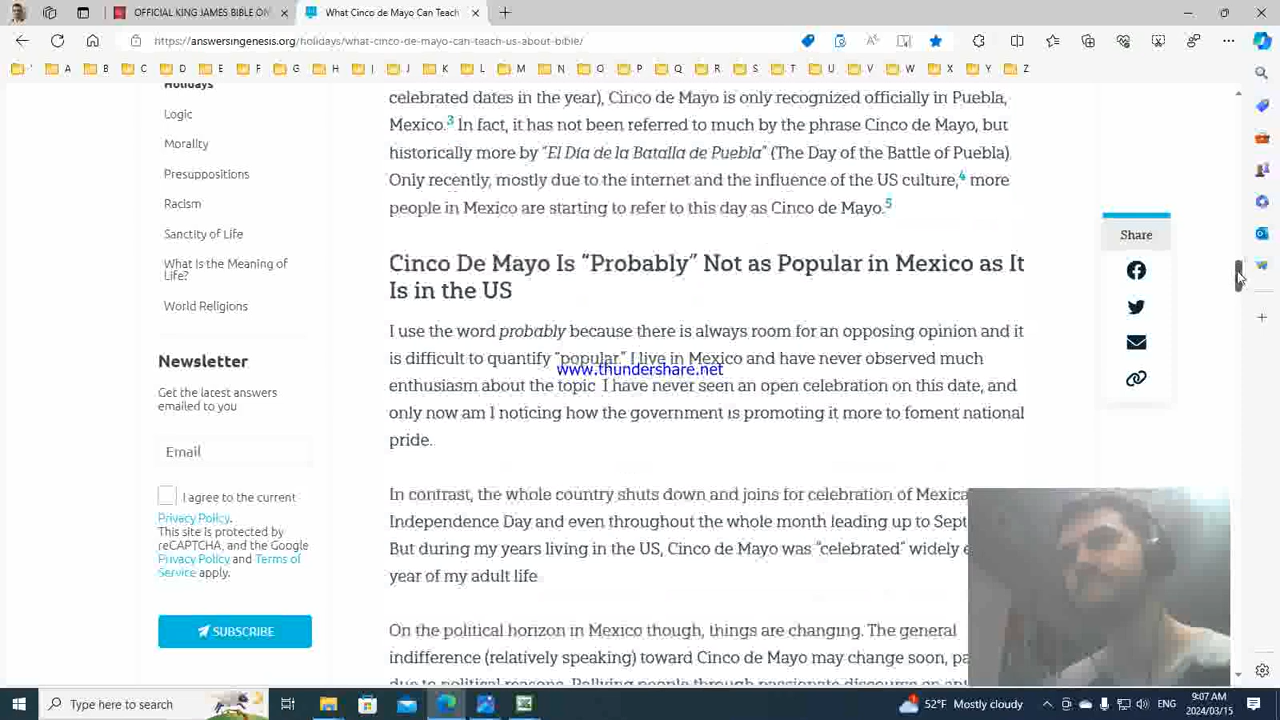 OFFICIAL KING JAMES BIBLE ON
What Cinco de Mayo Can Teach
https://answersingenesis.org/holidays/what-cinco-de-mayo-can-teach-us-about-bible/
A B C D E F G H I J K L M N O P Q R S T U V W X Y Z
Holidays
Logic
Morality
Presuppositions
Racism
Sanctity of Life
What Is the Meaning of
Life?
World Religions
Newsletter
Get the latest answers
emailed to you
Email
I agree to the current
Privacy Policy.
This site is protected by
reCAPTCHA, and the Google
Privacy Policy and Terms of
Service apply.
SUBSCRIBE
celebrated dates in the year), Cinco de Mayo is only recognized officially in Puebla,
Mexico.3 In fact, it has not been referred to much by the phrase Cinco de Mayo, but
historically more by "El Día de la Batalla de Puebla" (The Day of the Battle of Puebla).
Only recently, mostly due to the internet and the influence of the US culture,4 more
people in Mexico are starting to refer to this day as Cinco de Mayo.5
Cinco De Mayo Is “Probably” Not as Popular in Mexico as It
Is in the US
I use the word probably because there is always room for an opposing opinion and it
is difficult to quantify “popular.” I live in Mexico and have never observed much
www.thundershare.net
enthusiasm about the topic. I have never seen an open celebration on this date, and
only now am I noticing how the government is promoting it more to foment national
pride.
In contrast, the whole country shuts down and joins for celebration of Mexica
Independence Day and even throughout the whole month leading up to Sept
But during my years living in the US, Cinco de Mayo was “celebrated” widely e
year of my adult life
On the political horizon in Mexico though, things are changing. The general
indifference (relatively speaking) toward Cinco de Mayo may change soon, pa
due to political reasons. Rallying people through passionate discourse on
Share
Type here to search
52°F Mostly cloudy
ENG
9:07 AM
2024/03/15